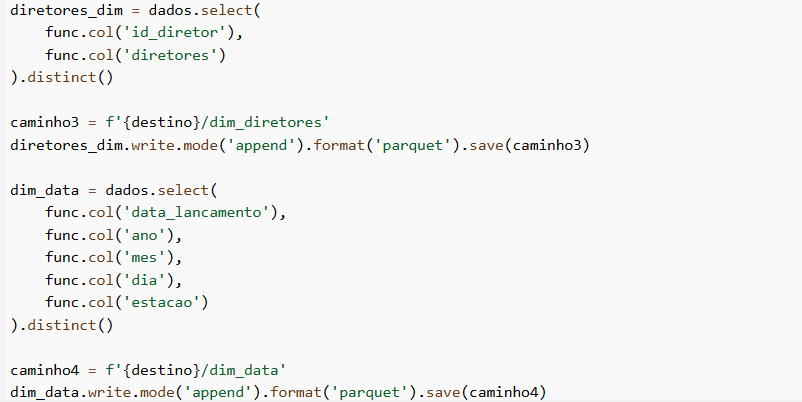 diretores_dim = dados.select(
    func.col('id_diretor'),
    func.col('diretores')
).distinct()

caminho3 = f'{destino}/dim_diretores'
diretores_dim.write.mode('append').format('parquet').save(caminho3)

dim_data = dados.select(
    func.col('data_lancamento'),
    func.col('ano'),
    func.col('mes'),
    func.col('dia'),
    func.col('estacao')
).distinct()

caminho4 = f'{destino}/dim_data'
dim_data.write.mode('append').format('parquet').save(caminho4)